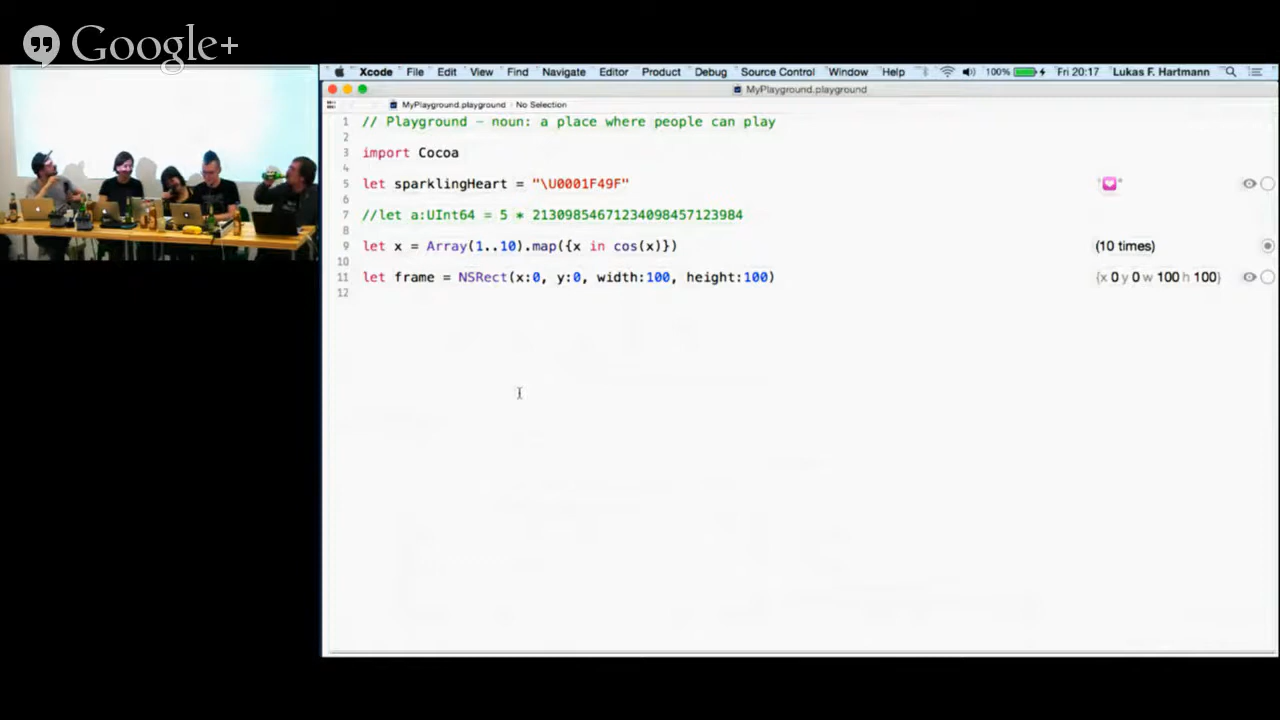 Google+
Xcode File Edit View Find Navigate Editor Product Debug Source Control Window Help 100% Fri 20:17 Lukas F. Hartmann
MyPlayground.playground
MyPlayground.playground › No Selection
1 // Playground - noun: a place where people can play
2
3 import Cocoa
4
5 let sparklingHeart = "\U0001F49F" "💟"
6
7 //let a:UInt64 = 5 * 21309854671234098457123984
8
9 let x = Array(1..10).map({x in cos(x)}) (10 times)
10
11 let frame = NSRect(x:0, y:0, width:100, height:100) {x 0 y 0 w 100 h 100}
12